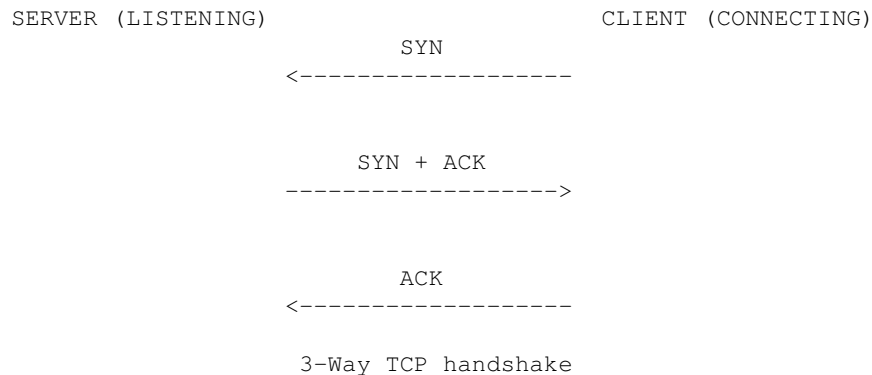 SERVER (LISTENING) CLIENT (CONNECTING)
SYN
<-------------------
SYN + ACK
------------------->
ACK
<-------------------
3-Way TCP handshake